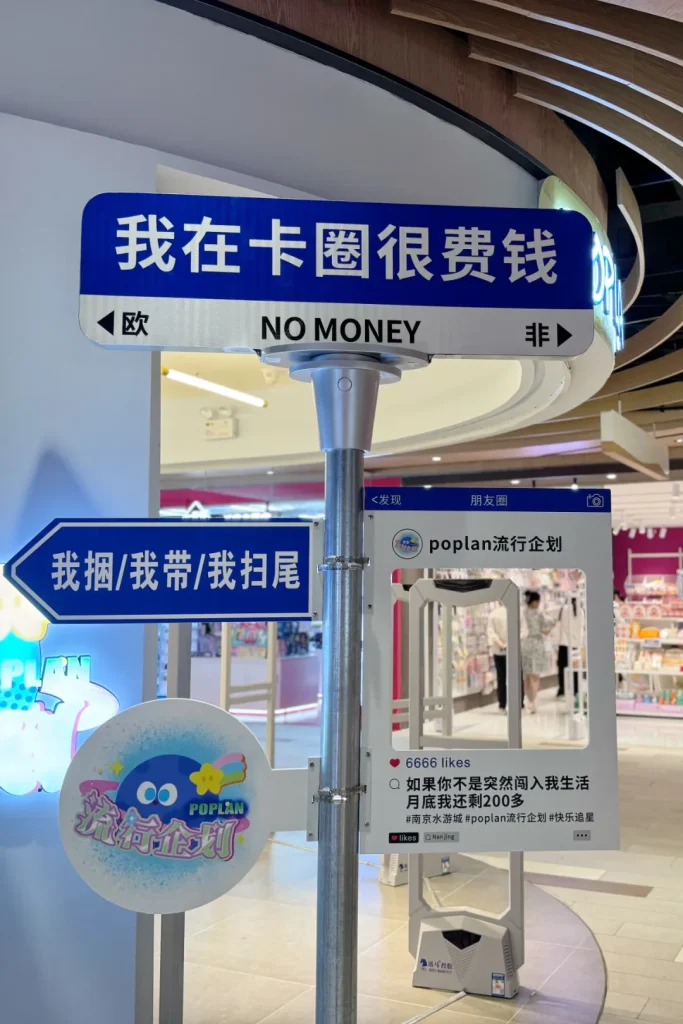 我在卡圈很费钱
◀欧 NO MONEY 非▶
我捆/我带/我扫尾
<发现 朋友圈
poplan流行企划
6666 likes
如果你不是突然闯入我生活
月底我还剩200多
#南京水游城 #poplan流行企划 #快乐追星
likes Nanjing
POPLAN
流行企划